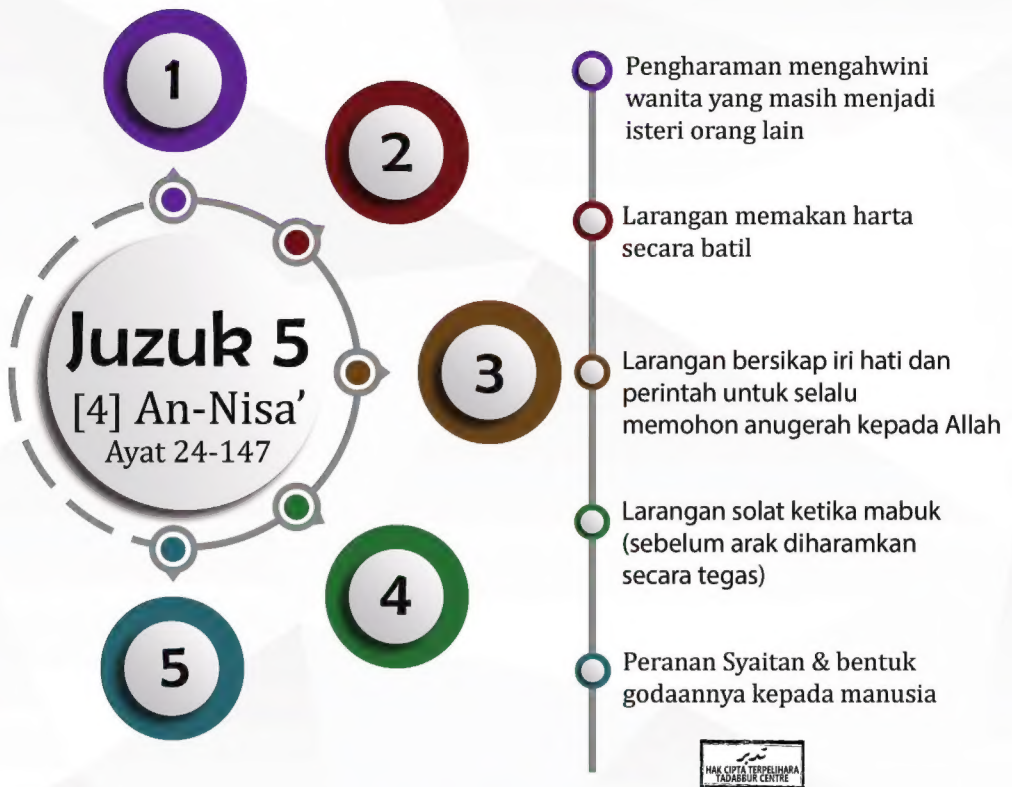 1
2
3
4
5
Juzuk 5
[4] An-Nisa’
Ayat 24-147
Pengharaman mengahwini
wanita yang masih menjadi
isteri orang lain
Larangan memakan harta
secara batil
Larangan bersikap iri hati dan
perintah untuk selalu
memohon anugerah kepada Allah
Larangan solat ketika mabuk
(sebelum arak diharamkan
secara tegas)
Peranan Syaitan & bentuk
godaannya kepada manusia
تدبر
HAK CIPTA TERPELIHARA
TADABBUR CENTRE